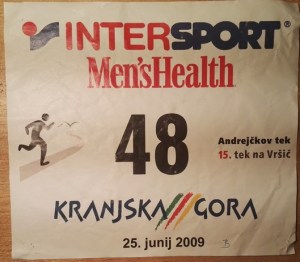 INTERSPORT®
Men'sHealth
48
Andrejčkov tek
15. tek na Vršič
KRANJSKA GORA
25. junij 2009